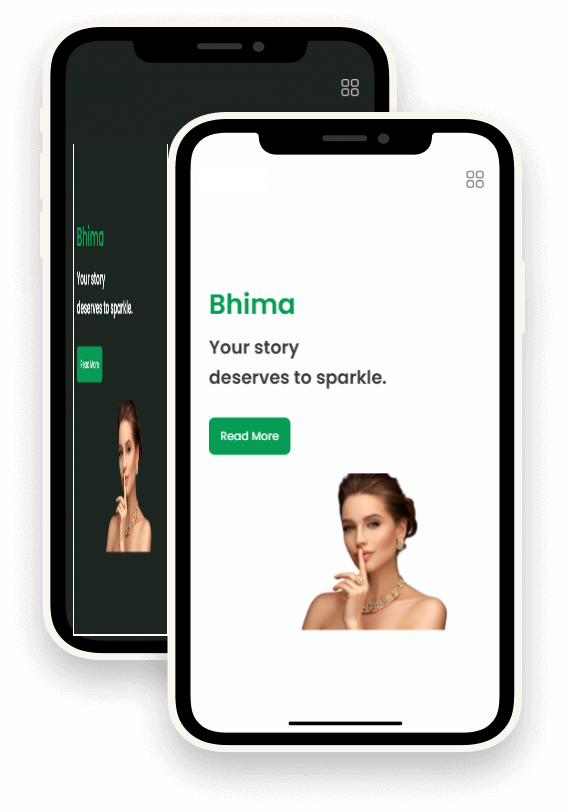 Bhima
Your story
deserves to sparkle.
Read More
Bhima
Your story
deserves to sparkle.
Read More